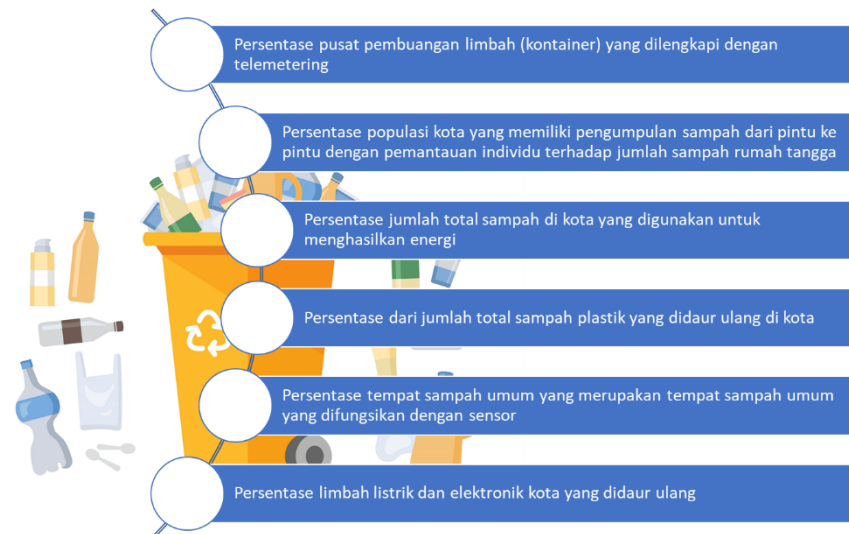 Persentase pusat pembuangan limbah (kontainer) yang dilengkapi dengan
telemetering
Persentase populasi kota yang memiliki pengumpulan sampah dari pintu ke
pintu dengan pemantauan individu terhadap jumlah sampah rumah tangga
Persentase jumlah total sampah di kota yang digunakan untuk
menghasilkan energi
Persentase dari jumlah total sampah plastik yang didaur ulang di kota
Persentase tempat sampah umum yang merupakan tempat sampah umum
yang difungsikan dengan sensor
Persentase limbah listrik dan elektronik kota yang didaur ulang